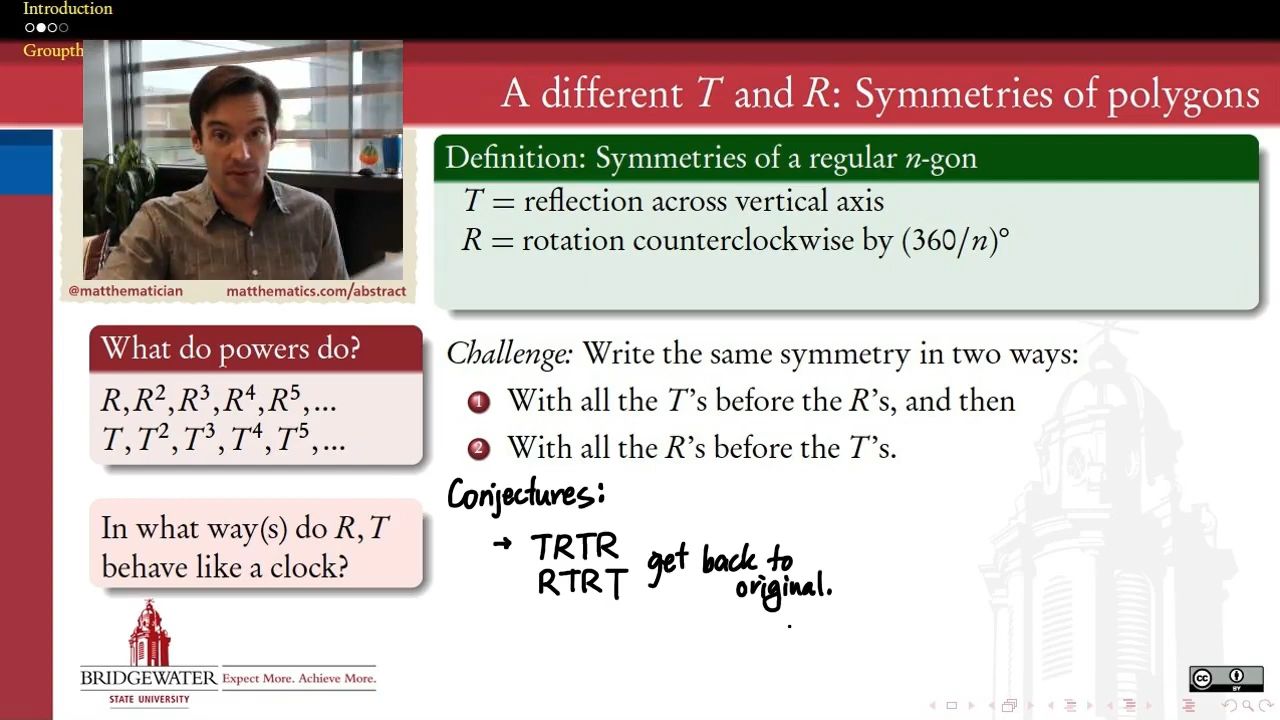 Introduction
Groupth
A different T and R: Symmetries of polygons
@matthematician matthematics.com/abstract
Definition: Symmetries of a regular n-gon
T = reflection across vertical axis
R = rotation counterclockwise by (360/n)°
What do powers do?
R, R², R³, R⁴, R⁵, ...
T, T², T³, T⁴, T⁵, ...
In what way(s) do R, T
behave like a clock?
Challenge: Write the same symmetry in two ways:
1 With all the T's before the R's, and then
2 With all the R's before the T's.
Conjectures:
→ TRTR
RTRT
get back to
original.
BRIDGEWATER
STATE UNIVERSITY
Expect More. Achieve More.
CC BY